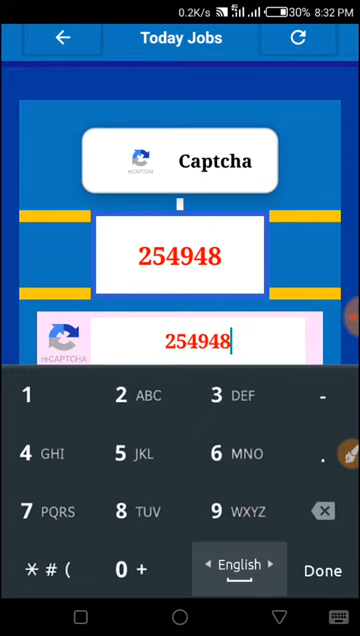 0.2K/s 4G 30% 8:32 PM
Today Jobs
reCAPTCHA Captcha
254948
254948
reCAPTCHA
1 2 ABC 3 DEF -
4 GHI 5 JKL 6 MNO .
7 PQRS 8 TUV 9 WXYZ
* # ( 0 + English Done